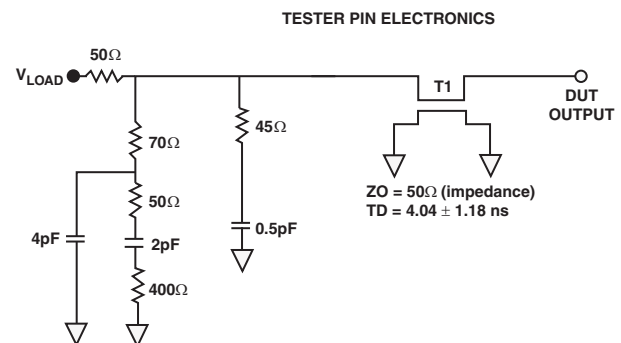 TESTER PIN ELECTRONICS
50Ω
VLOAD
T1
DUT
OUTPUT
70Ω
45Ω
50Ω
ZO = 50Ω (impedance)
TD = 4.04 ± 1.18 ns
4pF
2pF
0.5pF
400Ω